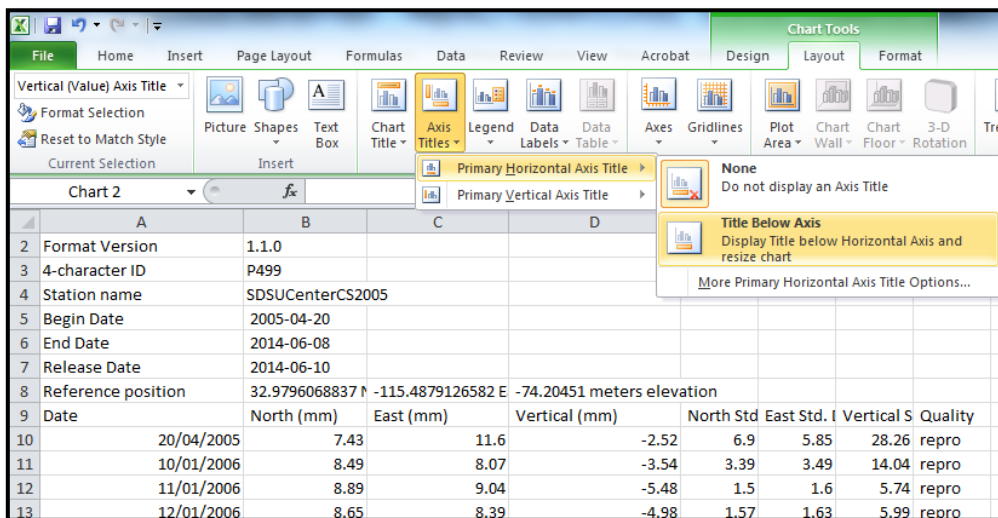 Chart Tools
File Home Insert Page Layout Formulas Data Review View Acrobat Design Layout Format
Vertical (Value) Axis Title
Format Selection
Reset to Match Style
Current Selection
Picture Shapes Text Box
Insert
Chart Title Axis Titles Legend Data Labels Data Table
Axes Gridlines
Plot Area Chart Wall Chart Floor 3-D Rotation
Primary Horizontal Axis Title
Primary Vertical Axis Title
None
Do not display an Axis Title
Title Below Axis
Display Title below Horizontal Axis and
resize chart
More Primary Horizontal Axis Title Options...
Chart 2 fx
A B C D
2 Format Version 1.1.0
3 4-character ID P499
4 Station name SDSUCenterCS2005
5 Begin Date 2005-04-20
6 End Date 2014-06-08
7 Release Date 2014-06-10
8 Reference position 32.9796068837 N -115.4879126582 E -74.20451 meters elevation
9 Date North (mm) East (mm) Vertical (mm) North Std East Std. Vertical S Quality
10 20/04/2005 7.43 11.6 -2.52 6.9 5.85 28.26 repro
11 10/01/2006 8.49 8.07 -3.54 3.39 3.49 14.04 repro
12 11/01/2006 8.89 9.04 -5.48 1.5 1.6 5.74 repro
13 12/01/2006 8.65 8.39 -4.98 1.57 1.63 5.99 repro